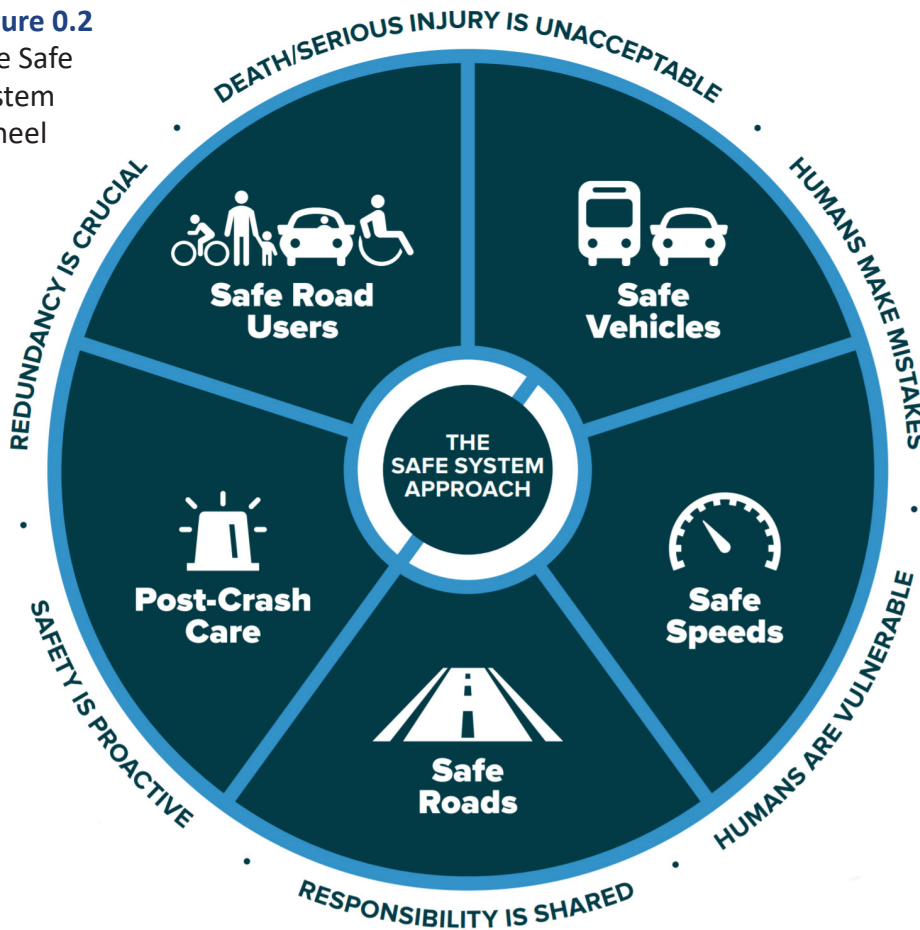 ure 0.2
e Safe
stem
heel
DEATH/SERIOUS INJURY IS UNACCEPTABLE
HUMANS MAKE MISTAKES
HUMANS ARE VULNERABLE
RESPONSIBILITY IS SHARED
SAFETY IS PROACTIVE
REDUNDANCY IS CRUCIAL
Safe Road
Users
Safe
Vehicles
Safe
Speeds
Safe
Roads
Post-Crash
Care
THE
SAFE SYSTEM
APPROACH